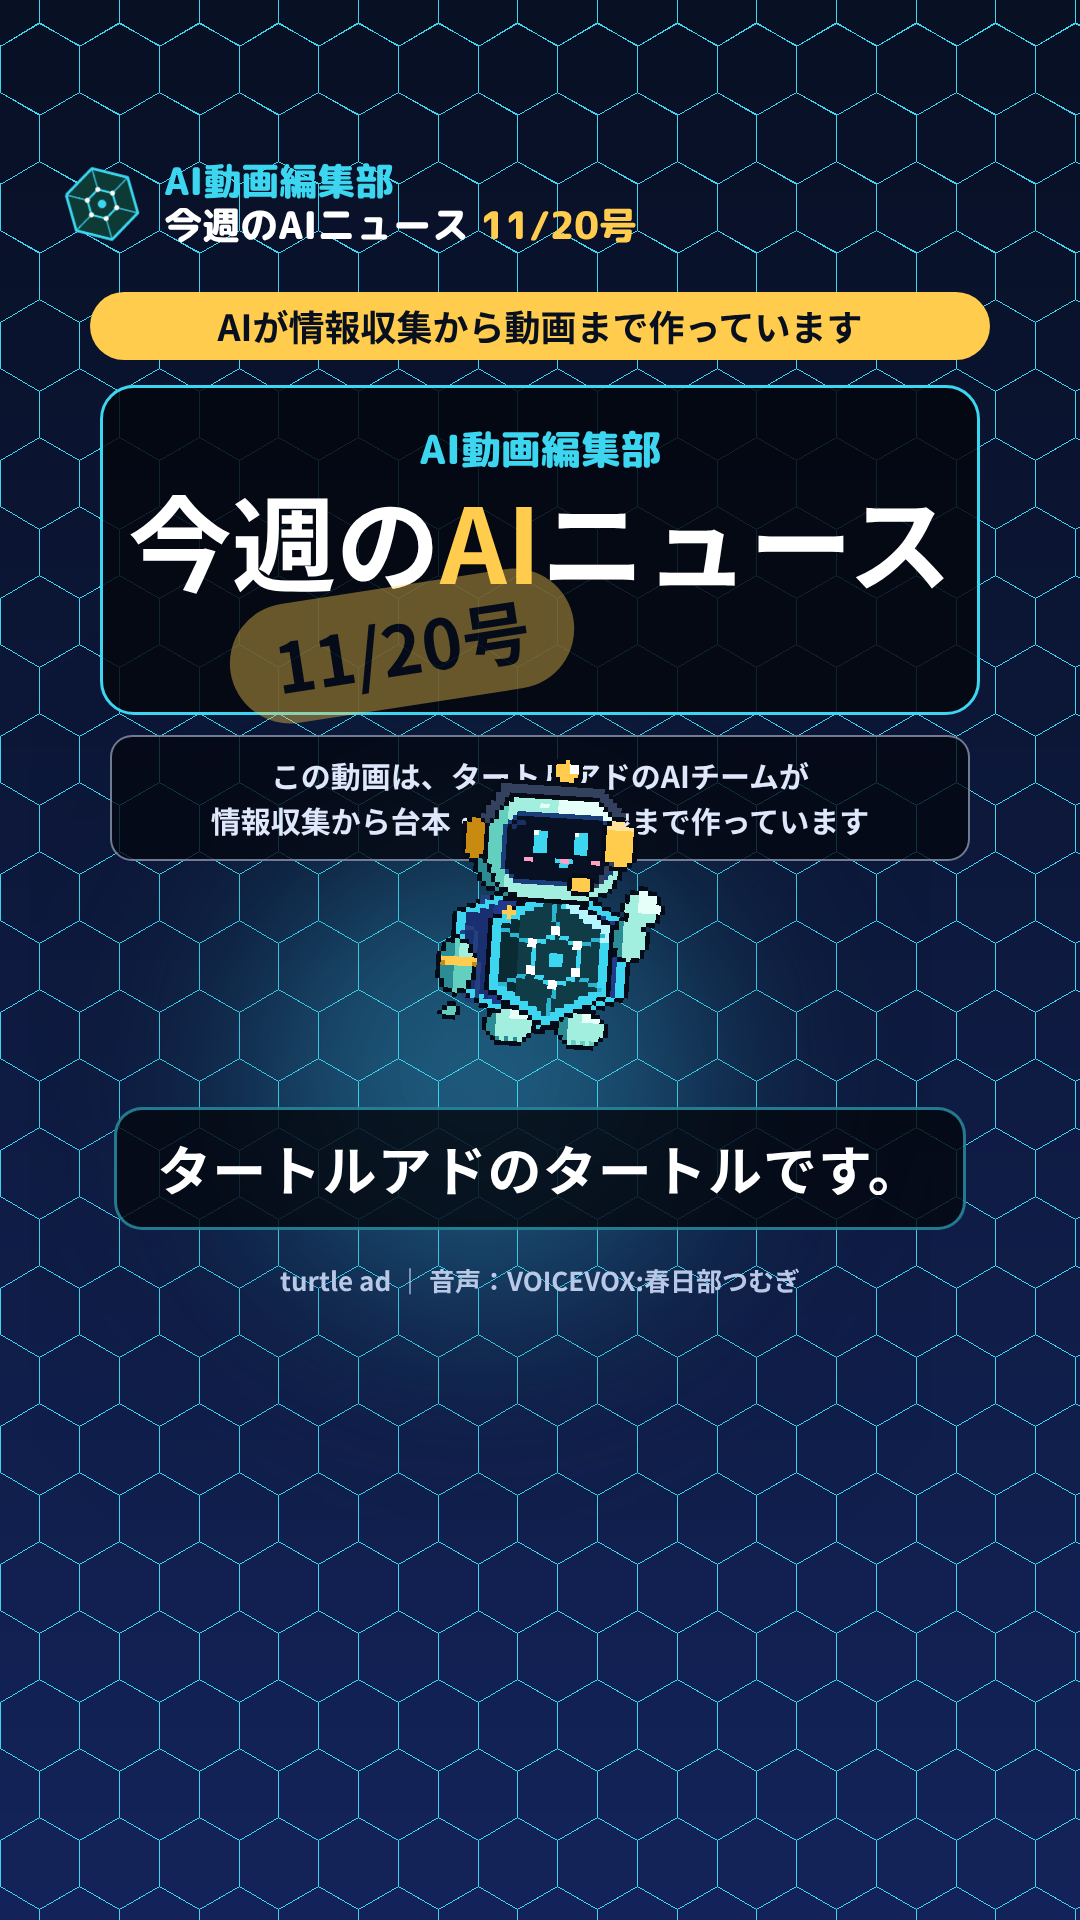 AI動画編集部
今週のAIニュース 11/20号
AIが情報収集から動画まで作っています
AI動画編集部
今週のAIニュース
11/20号
この動画は、タートルアドのAIチームが
情報収集から台本・まで作っています
タートルアドのタートルです。
turtle ad ｜ 音声：VOICEVOX:春日部つむぎ